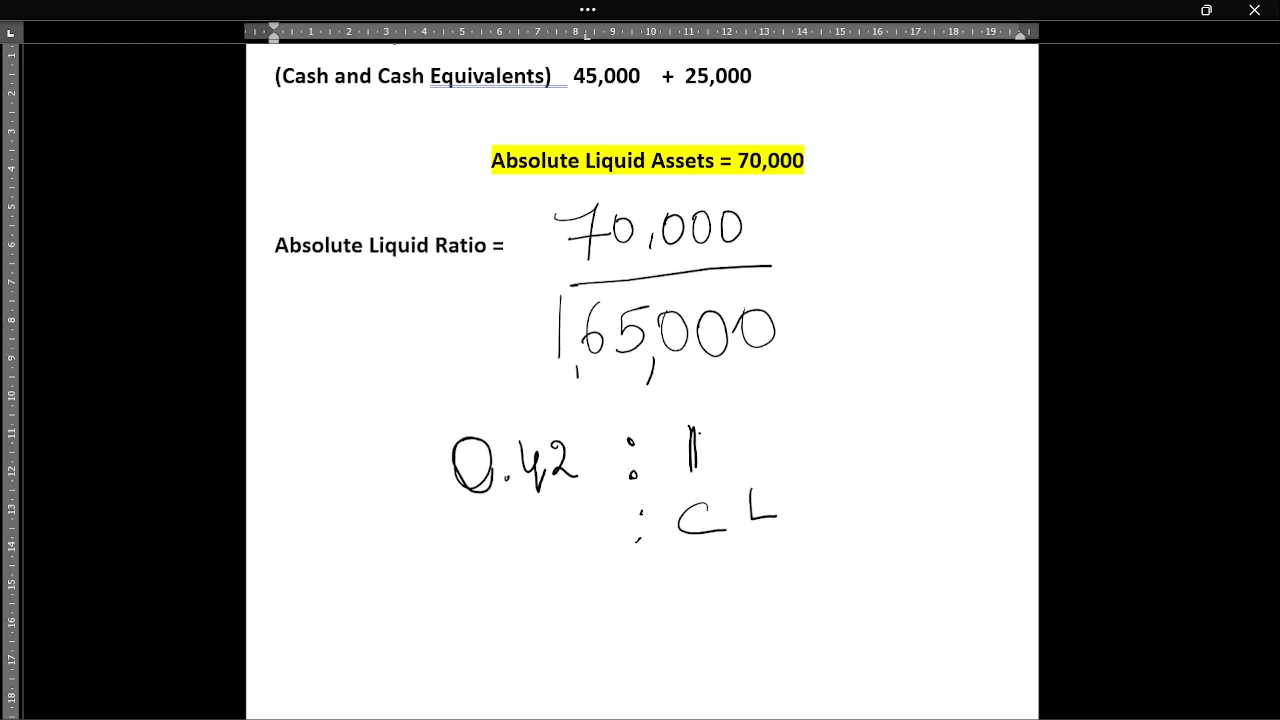 (Cash and Cash Equivalents) 45,000 + 25,000
Absolute Liquid Assets = 70,000
Absolute Liquid Ratio =
70,000
1,65,000
0.42 : 1
: CL